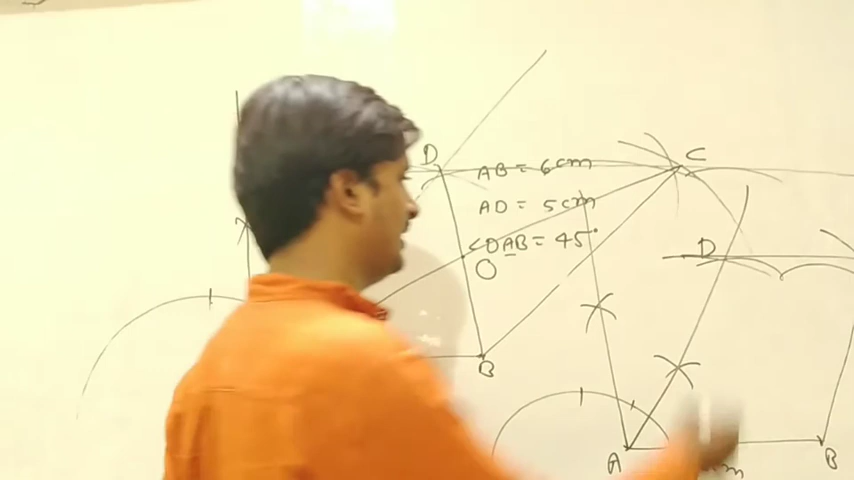 D
C
AB = 6cm
AD = 5cm
∠DAB = 45°
O
D
B
A
B